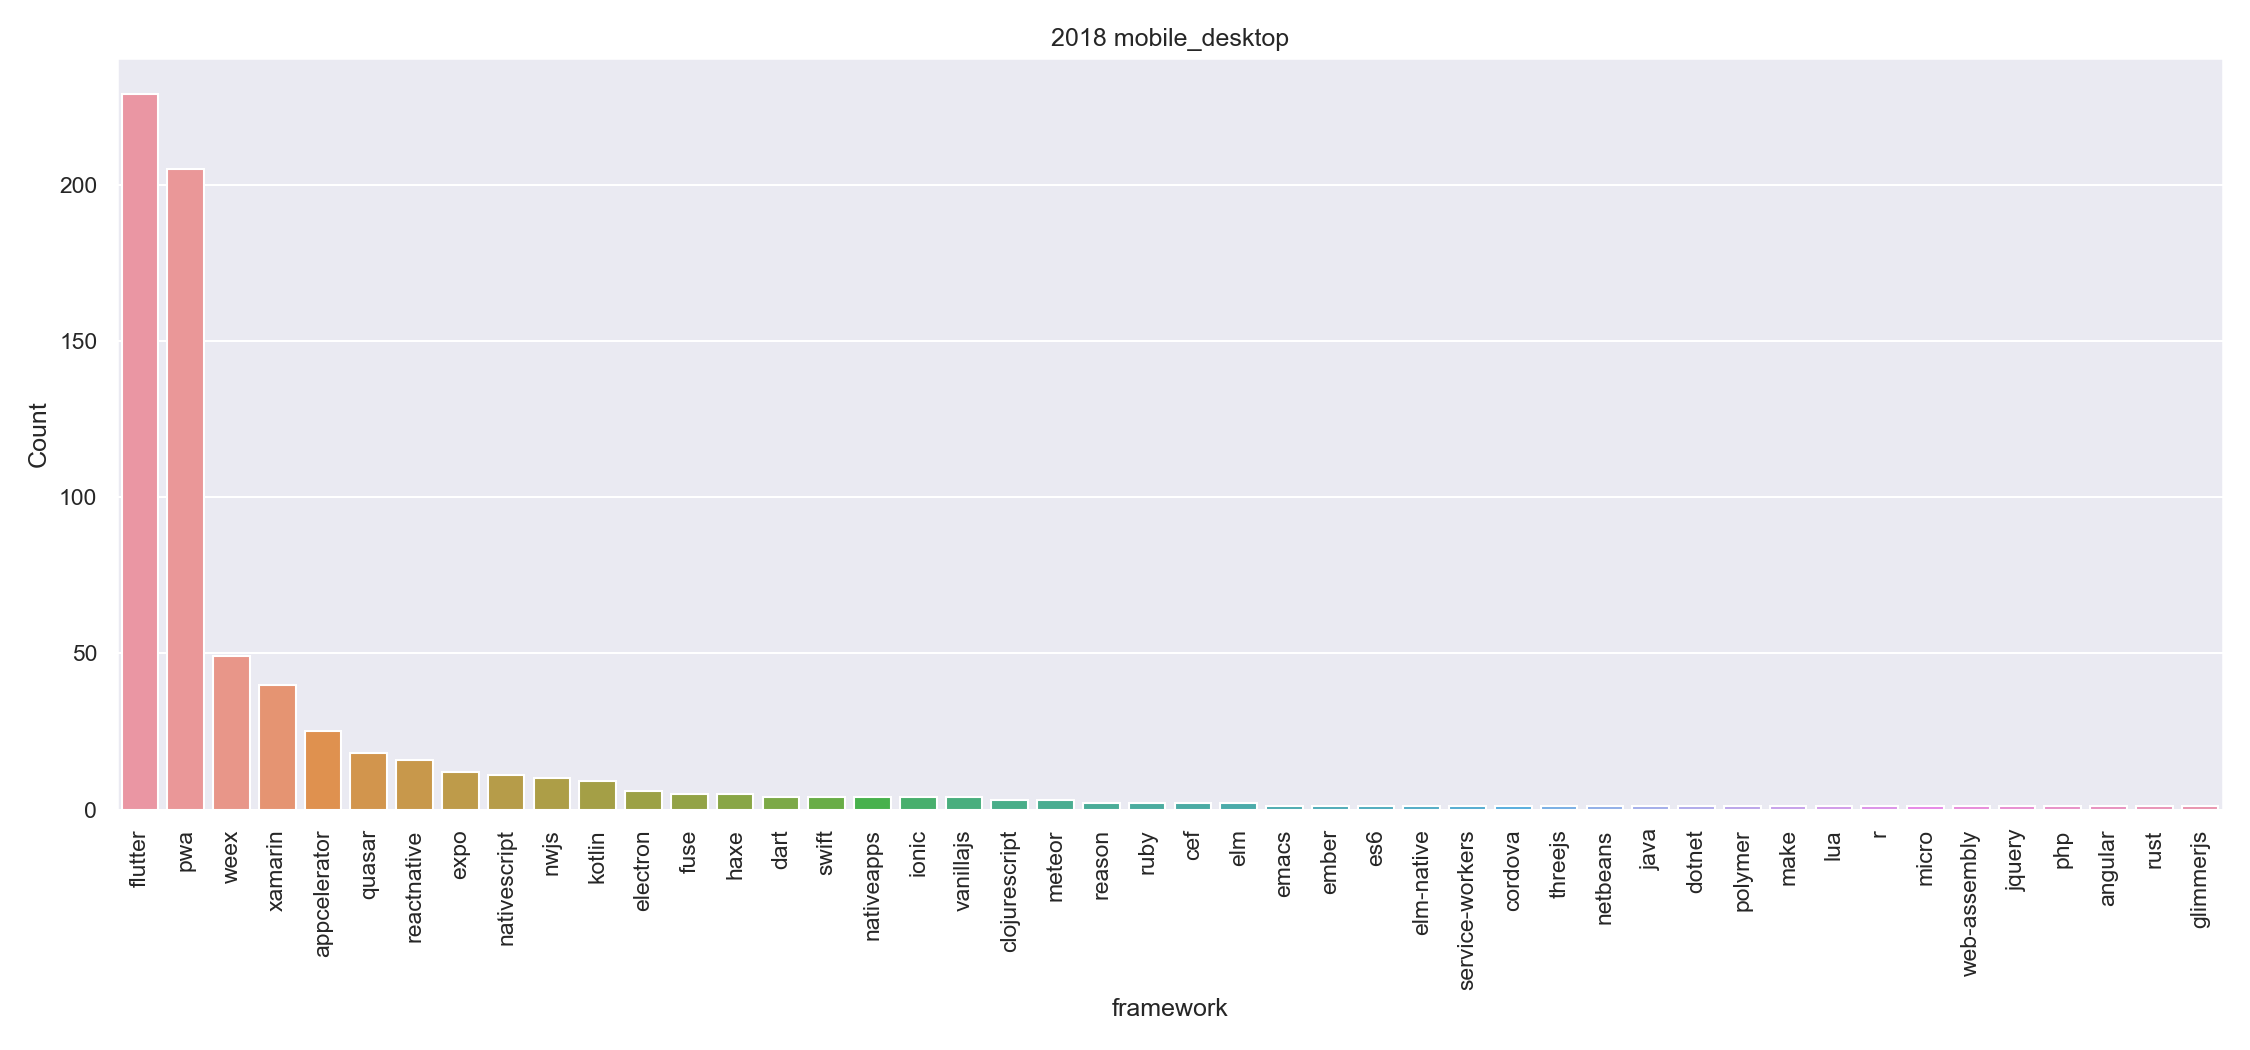 2018 mobile_desktop
Count
200
150
100
50
0
flutter
pwa
weex
xamarin
appcelerator
quasar
reactnative
expo
nativescript
nwjs
kotlin
electron
fuse
haxe
dart
swift
nativeapps
ionic
vanillajs
clojurescript
meteor
reason
ruby
cef
elm
emacs
ember
es6
elm-native
service-workers
cordova
threejs
netbeans
java
dotnet
polymer
make
lua
r
micro
web-assembly
jquery
php
angular
rust
glimmerjs
framework